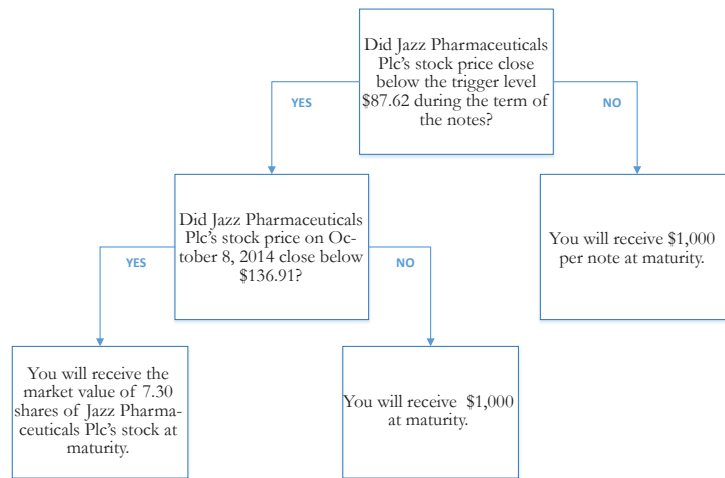 Did Jazz Pharmaceuticals
Plc's stock price close
below the trigger level
$87.62 during the term of
the notes?
YES
NO
Did Jazz Pharmaceuticals
Plc's stock price on Oc-
tober 8, 2014 close below
$136.91?
You will receive $1,000
per note at maturity.
YES
NO
You will receive the
market value of 7.30
shares of Jazz Pharma-
ceuticals Plc's stock at
maturity.
You will receive $1,000
at maturity.